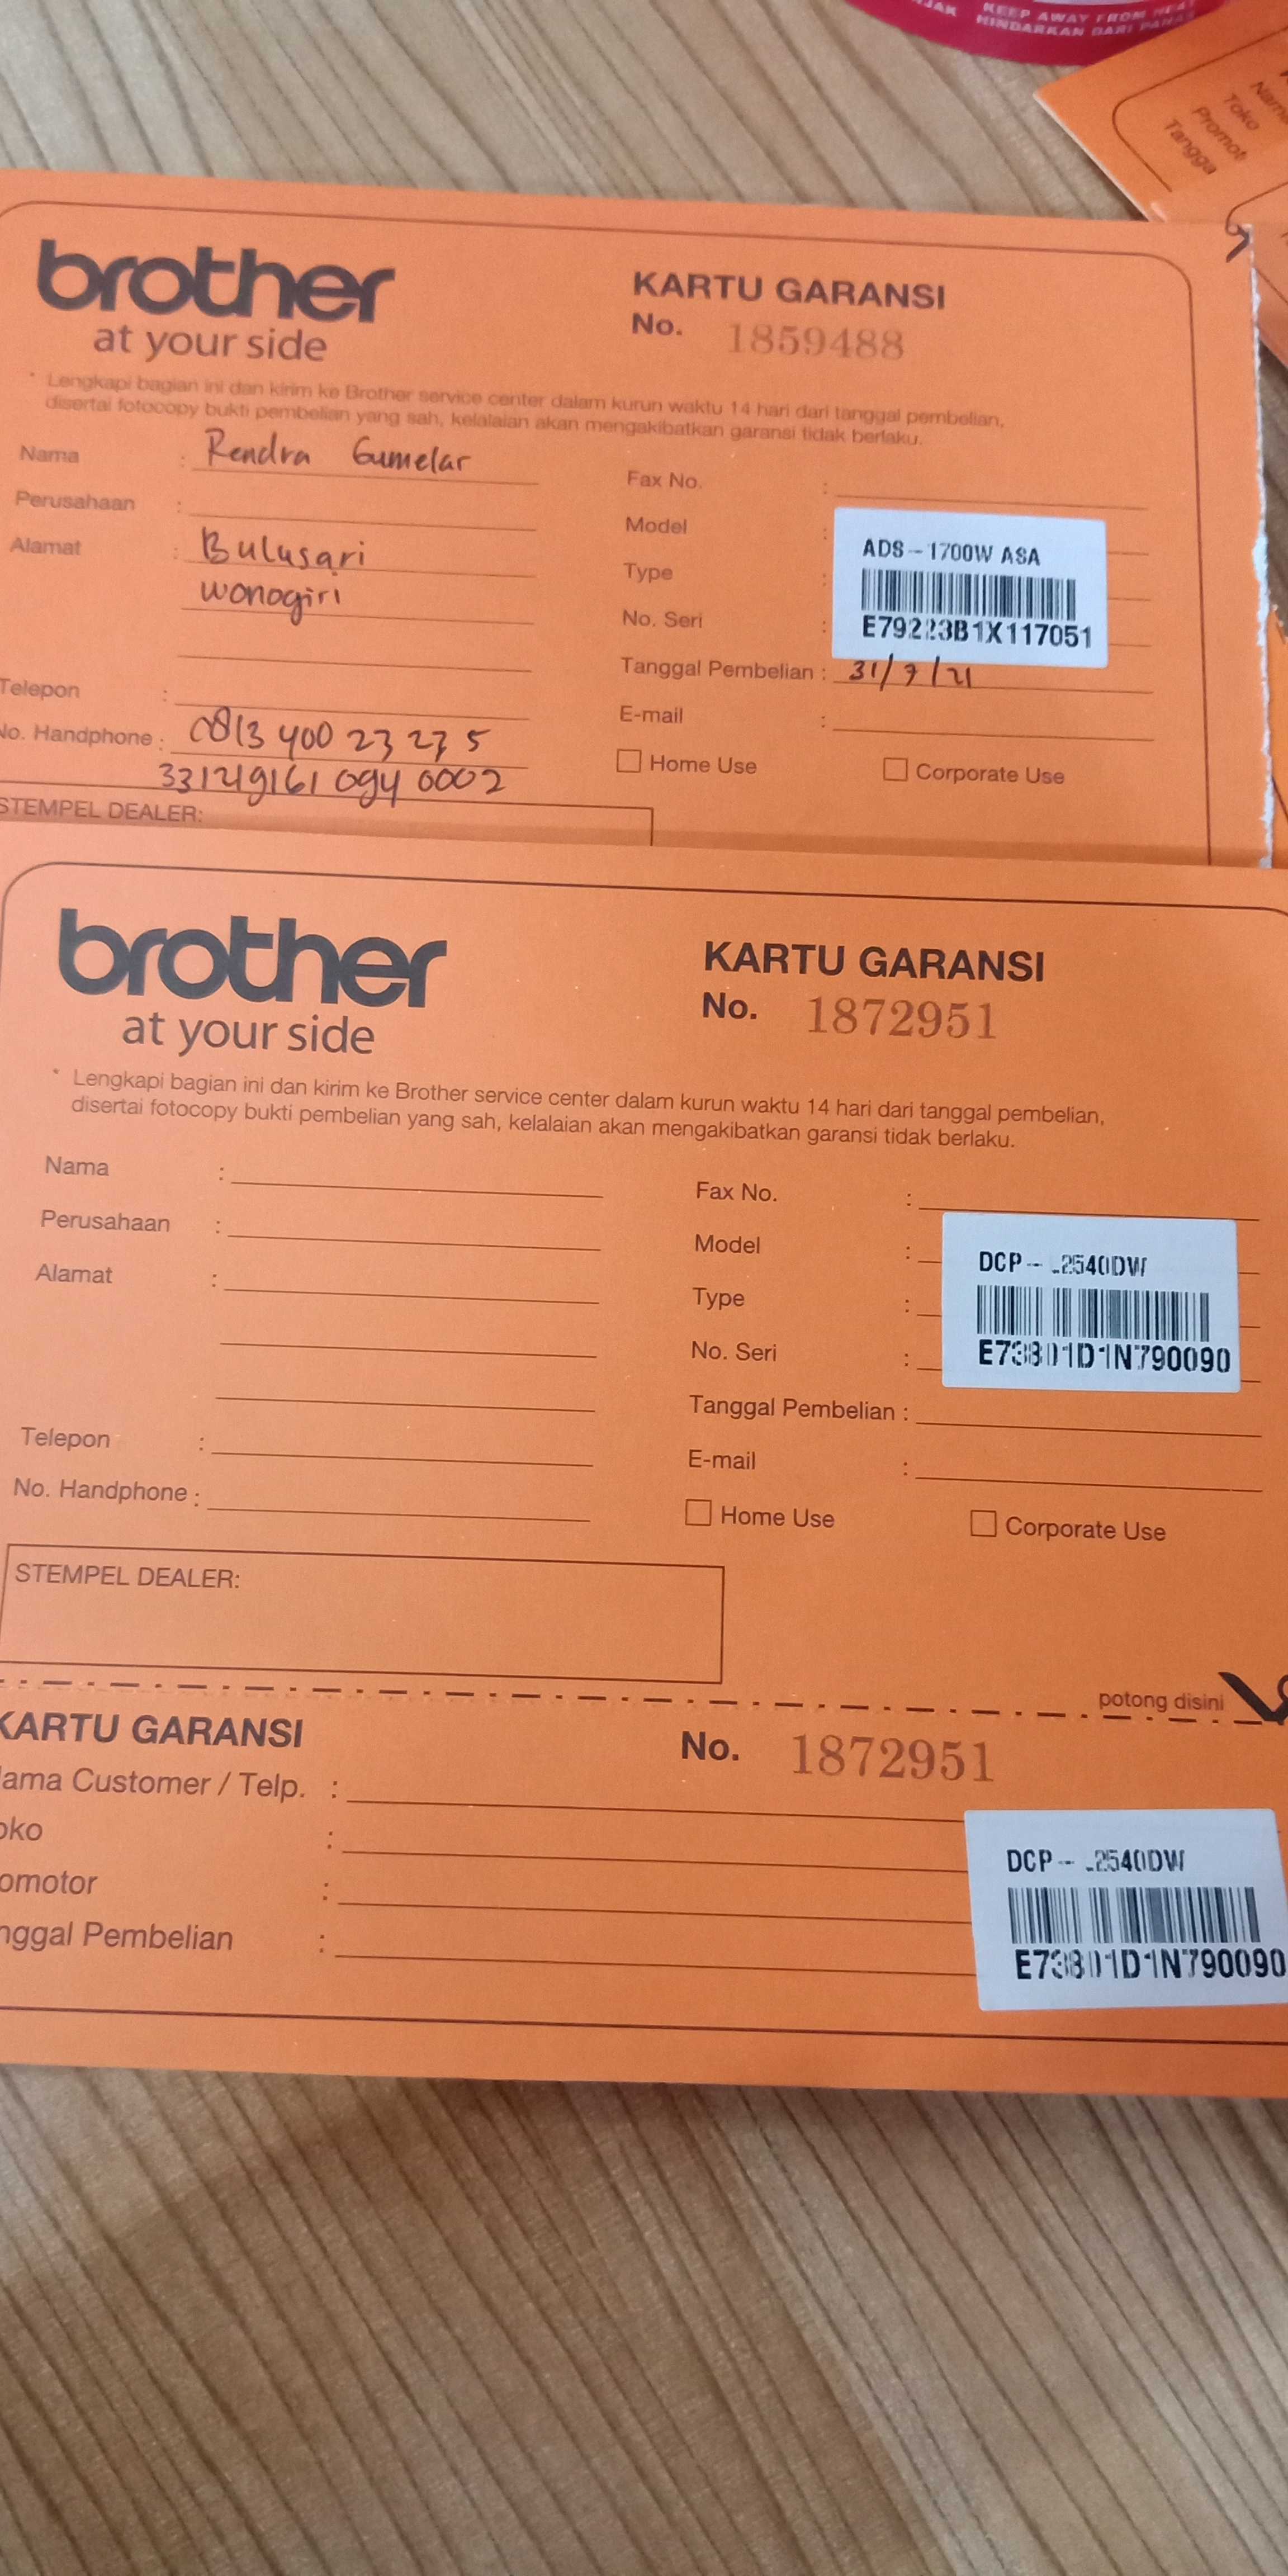 KEEP AWAY FROM HEAT
HINDARKAN DARI PANAS
Toko
Promot
Tangga
brother
at your side
KARTU GARANSI
No. 1859488
* Lengkapi bagian ini dan kirim ke Brother service center dalam kurun waktu 14 hari dari tanggal pembelian,
disertai fotocopy bukti pembelian yang sah, kelalaian akan mengakibatkan garansi tidak berlaku.
Nama : Rendra Gumelar
Perusahaan :
Alamat : Bulusari
wonogiri
Telepon :
No. Handphone : 0813 400 23 275
STEMPEL DEALER:
Fax No. :
Model :
Type :
No. Seri :
ADS-1700W ASA
E79223B1X117051
Tanggal Pembelian : 31/7/21
E-mail :
Home Use
Corporate Use
brother
at your side
KARTU GARANSI
No. 1872951
* Lengkapi bagian ini dan kirim ke Brother service center dalam kurun waktu 14 hari dari tanggal pembelian,
disertai fotocopy bukti pembelian yang sah, kelalaian akan mengakibatkan garansi tidak berlaku.
Nama :
Perusahaan :
Alamat :
Telepon :
No. Handphone :
Fax No. :
Model :
Type :
No. Seri :
DCP-L2540DW
E73801D1N790090
Tanggal Pembelian :
E-mail :
Home Use
Corporate Use
STEMPEL DEALER:
potong disini
KARTU GARANSI
No. 1872951
ama Customer / Telp. :
oko :
omotor :
nggal Pembelian :
DCP-L2540DW
E73801D1N790090